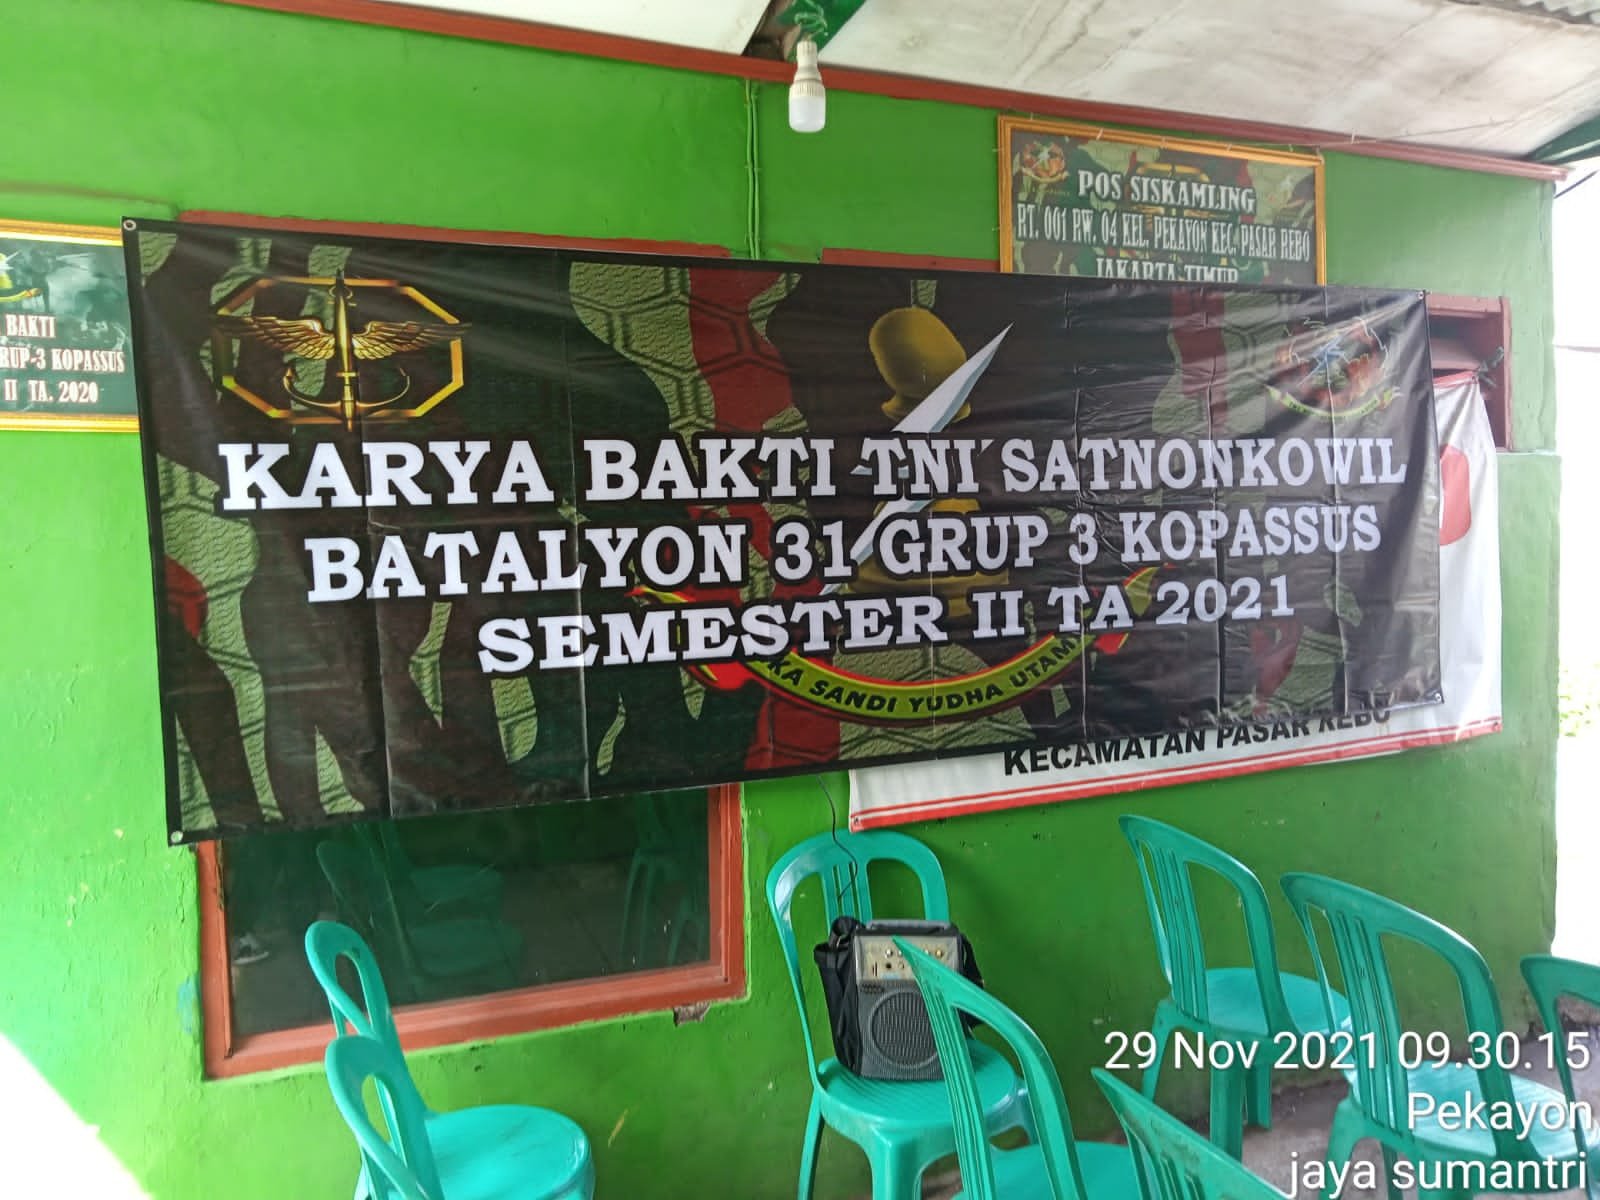 POS SISKAMLING
RT. 001 RW. 04 KEL. PEKAYON KEC. PASAR REBO
JAKARTA TIMUR
BAKTI
RUP-3 KOPASSUS
II TA. 2020
KARYA BAKTI TNI SATNONKOWIL
BATALYON 31 GRUP 3 KOPASSUS
SEMESTER II TA 2021
KA SANDI YUDHA UTAMA
KECAMATAN PASAR REBO
29 Nov 2021 09.30.15
Pekayon
jaya sumantri